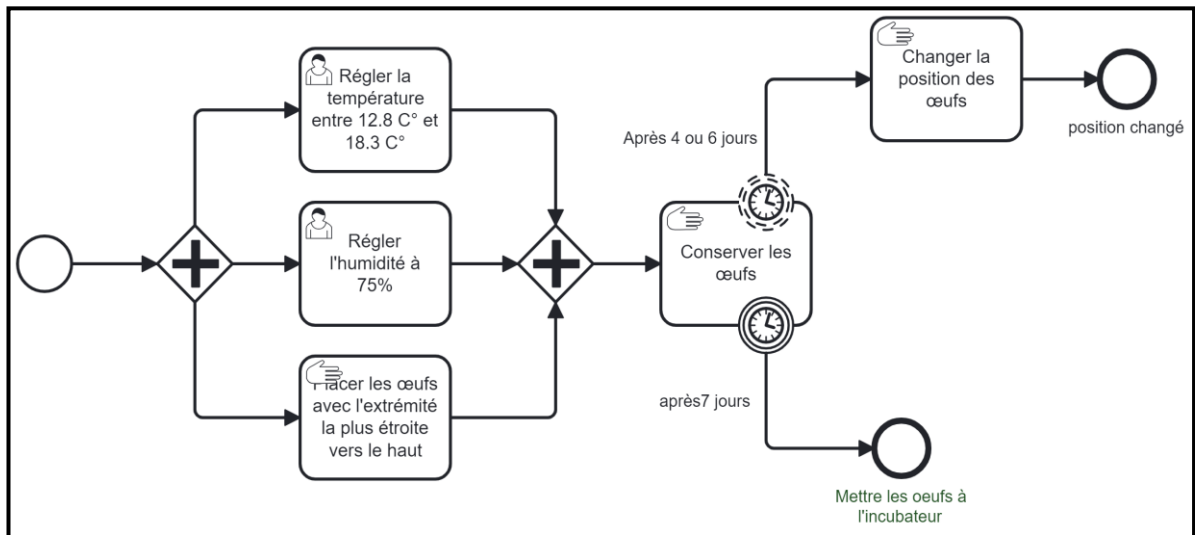 Régler la
température
entre 12.8 C° et
18.3 C°
Régler
l'humidité à
75%
Placer les œufs
avec l'extrémité
la plus étroite
vers le haut
Conserver les
œufs
Après 4 ou 6 jours
Changer la
position des
œufs
position changé
après7 jours
Mettre les oeufs à
l'incubateur